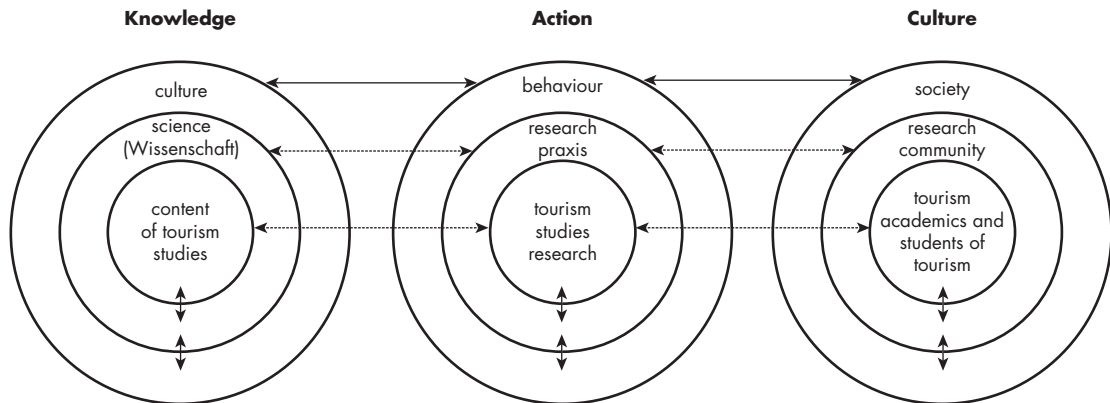 Knowledge
Action
Culture
culture
behaviour
society
science
(Wissenschaft)
research
praxis
research
community
content
of tourism
studies
tourism
studies
research
tourism
academics and
students of
tourism